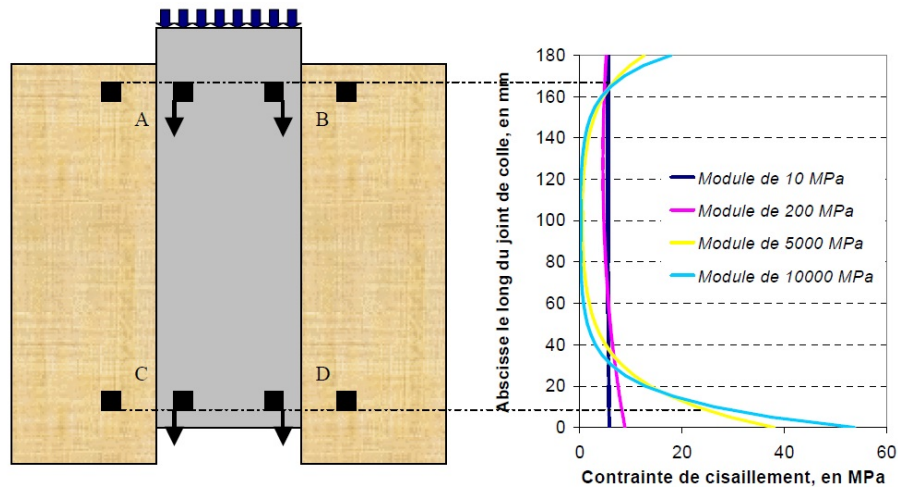 A
B
C
D
Abscisse le long du joint de colle, en mm
180
160
140
120
100
80
60
40
20
0
Module de 10 MPa
Module de 200 MPa
Module de 5000 MPa
Module de 10000 MPa
0
20
40
60
Contrainte de cisaillement, en MPa